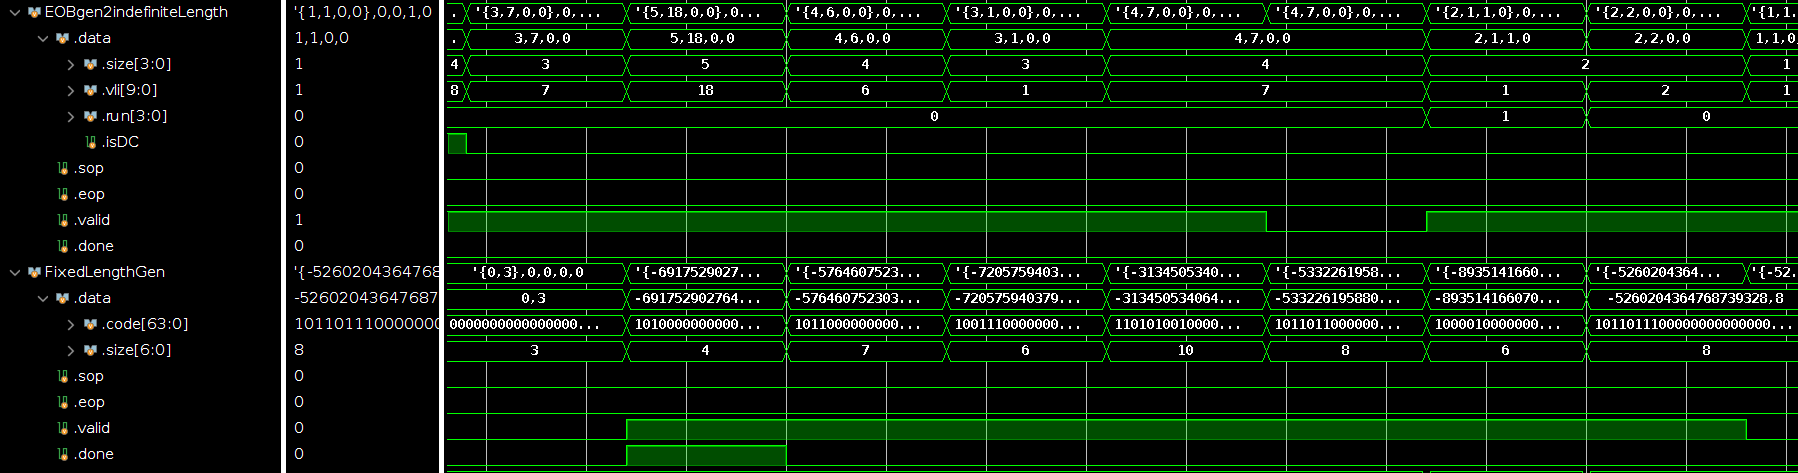 EOBgen2indefiniteLength '{1,1,0,0},0,0,1,0 . '{3,7,0,0},0,... '{5,18,0,0},0,... '{4,6,0,0},0,... '{3,1,0,0},0,... '{4,7,0,0},0,... '{4,7,0,0},0,... '{2,1,1,0},0,... '{2,2,0,0},0,... '{1,1.
.data 1,1,0,0 . 3,7,0,0 5,18,0,0 4,6,0,0 3,1,0,0 4,7,0,0 2,1,1,0 2,2,0,0 1,1,0,
.size[3:0] 1 4 3 5 4 3 4 2 1
.vli[9:0] 1 8 7 18 6 1 7 1 2 1
.run[3:0] 0 0 1 0
.isDC 0
.sop 0
.eop 0
.valid 1
.done 0
FixedLengthGen '{-5260204364768 '{0,3},0,0,0,0 '{-6917529027... '{-5764607523... '{-7205759403... '{-3134505340... '{-5332261958... '{-8935141660... '{-5260204364... '{-52.
.data -52602043647687 0,3 -691752902764... -576460752303... -720575940379... -313450534064... -533226195880... -893514166070... -5260204364768739328,8
.code[63:0] 101101110000000 0000000000000000... 1010000000000... 1011000000000... 1001110000000... 1101010010000... 1011011000000... 1000010000000... 1011011100000000000000...
.size[6:0] 8 3 4 7 6 10 8 6 8
.sop 0
.eop 0
.valid 0
.done 0